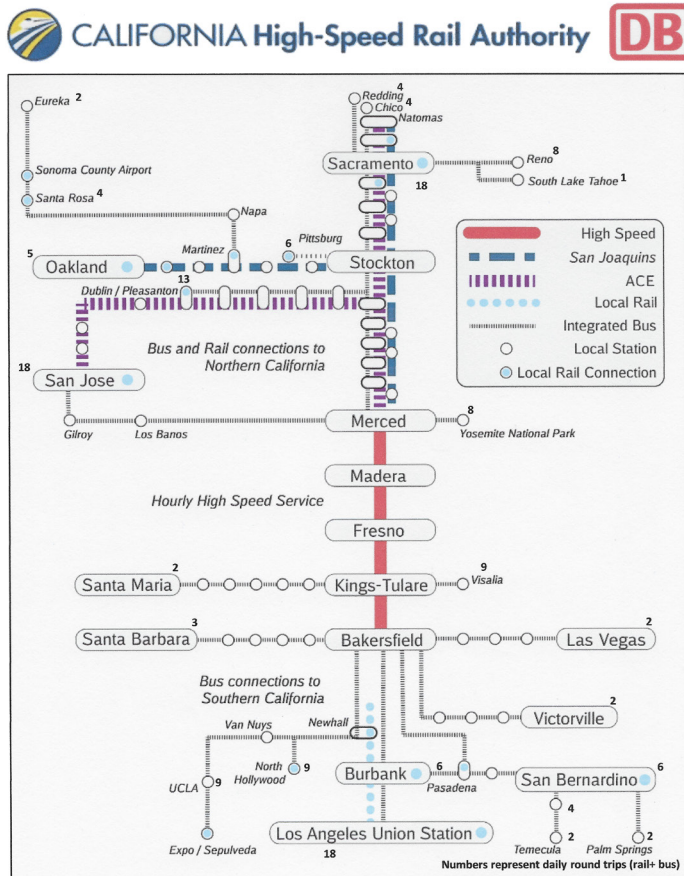 CALIFORNIA High-Speed Rail Authority
DB
4
Redding
4
Chico
Natomas
Eureka 2
Sonoma County Airport
Santa Rosa 4
Napa
Sacramento
18
8
Reno
South Lake Tahoe 1
5
Oakland
Martinez
6
Pittsburg
Stockton
13
Dublin / Pleasanton
High Speed
San Joaquins
ACE
Local Rail
Integrated Bus
Local Station
Local Rail Connection
Bus and Rail connections to
Northern California
18
San Jose
Gilroy
Los Banos
Merced
8
Yosemite National Park
Madera
Hourly High Speed Service
Fresno
2
Santa Maria
Kings-Tulare
9
Visalia
3
Santa Barbara
Bakersfield
2
Las Vegas
Bus connections to
Southern California
2
Victorville
Van Nuys
Newhall
North
Hollywood
9
UCLA
9
Expo / Sepulveda
Burbank
6
Pasadena
San Bernardino
6
4
2
Temecula
2
Palm Springs
Los Angeles Union Station
18
Numbers represent daily round trips (rail+ bus)